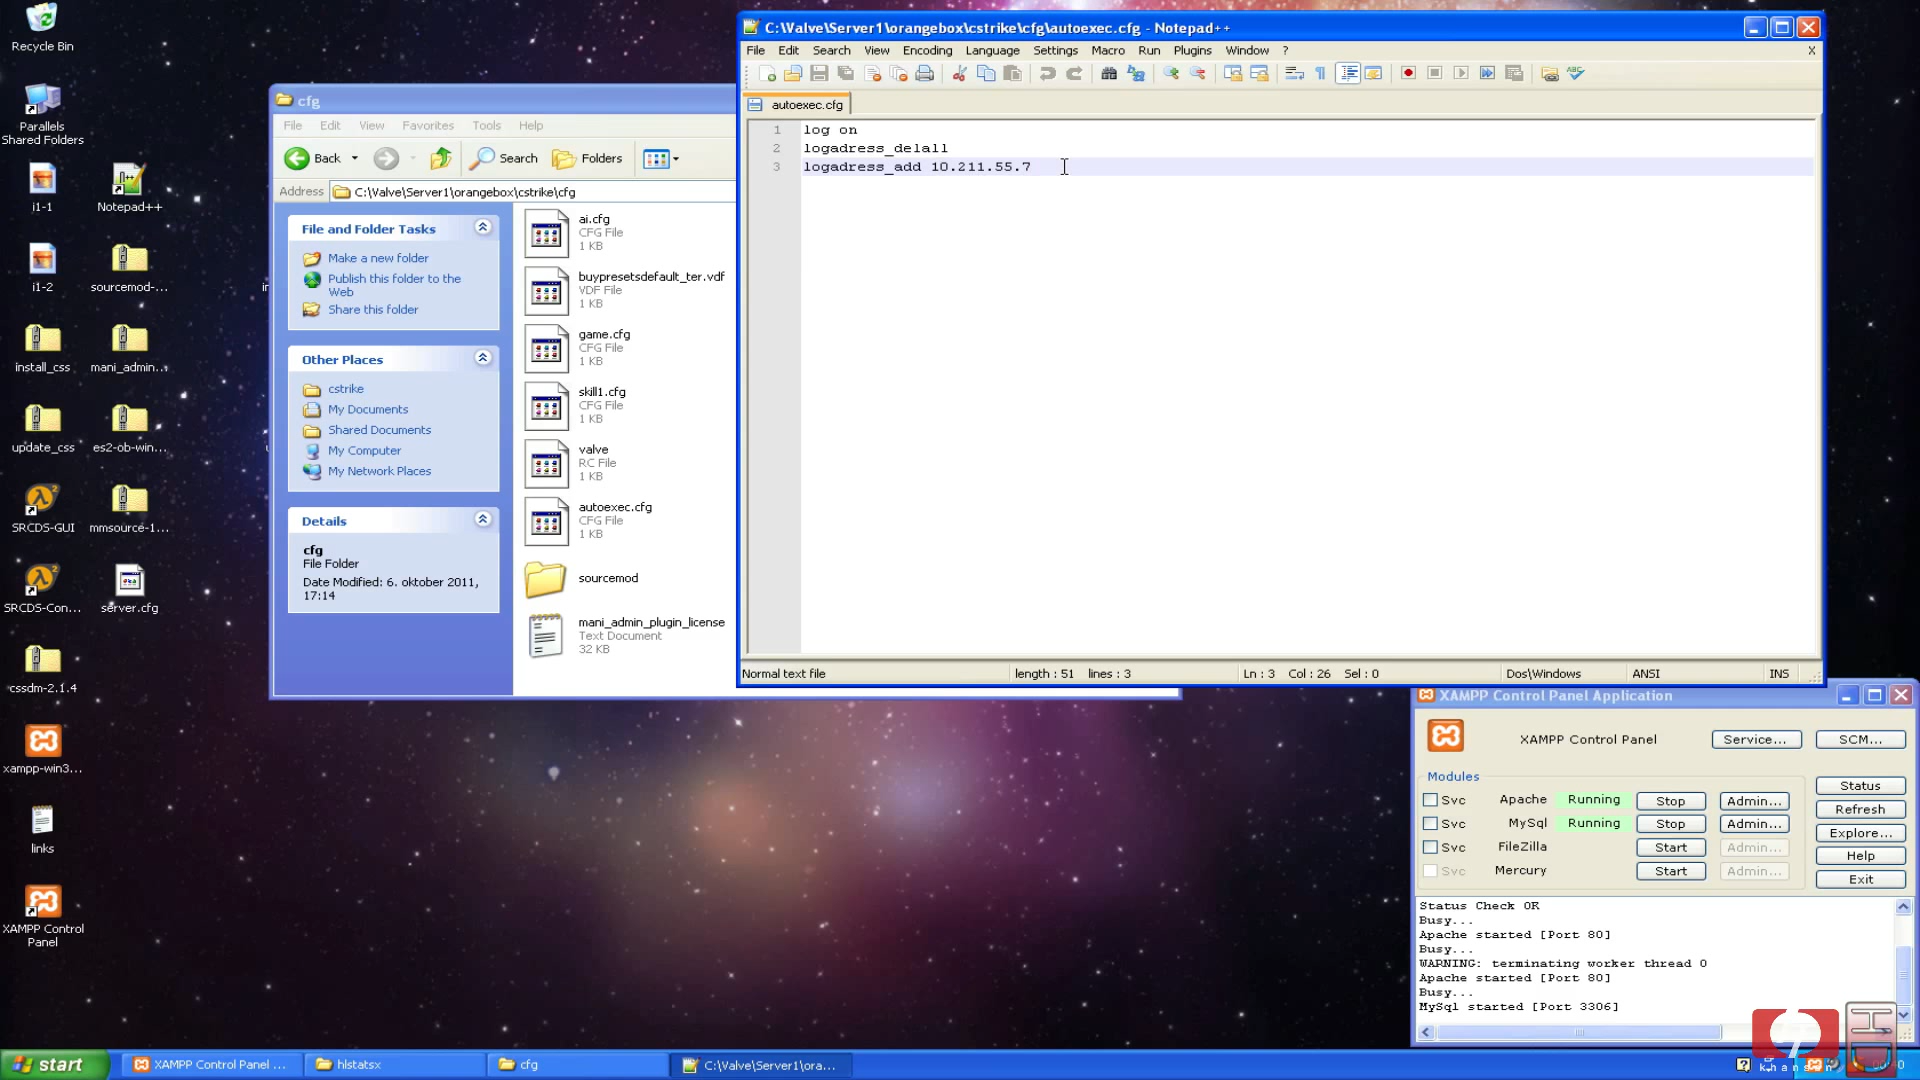 Recycle Bin
Parallels
Shared Folders
i1-1
Notepad++
i1-2
sourcemod-...
install_css
mani_admin...
update_css
es2-ob-win...
SRCDS-GUI
mmsource-1...
SRCDS-Con...
server.cfg
cssdm-2.1.4
xampp-win3...
links
XAMPP Control
Panel
cfg
File Edit View Favorites Tools Help
Back Search Folders
Address C:\Valve\Server1\orangebox\cstrike\cfg
File and Folder Tasks
Make a new folder
Publish this folder to the
Web
Share this folder
Other Places
cstrike
My Documents
Shared Documents
My Computer
My Network Places
Details
cfg
File Folder
Date Modified: 6. oktober 2011,
17:14
ai.cfg
CFG File
1 KB
buypresetsdefault_ter.vdf
VDF File
1 KB
game.cfg
CFG File
1 KB
skill1.cfg
CFG File
1 KB
valve
RC File
1 KB
autoexec.cfg
CFG File
1 KB
sourcemod
mani_admin_plugin_license
Text Document
32 KB
C:\Valve\Server1\orangebox\cstrike\cfg\autoexec.cfg - Notepad++
File Edit Search View Encoding Language Settings Macro Run Plugins Window ? X
autoexec.cfg
1 log on
2 logadress_delall
3 logadress_add 10.211.55.7
Normal text file length : 51 lines : 3 Ln : 3 Col : 26 Sel : 0 Dos\Windows ANSI INS
XAMPP Control Panel Application
XAMPP Control Panel Service... SCM...
Modules
Svc Apache Running Stop Admin...
Svc MySql Running Stop Admin...
Svc FileZilla Start Admin...
Svc Mercury Start Admin...
Status
Refresh
Explore...
Help
Exit
Status Check OK
Busy...
Apache started [Port 80]
Busy...
WARNING: terminating worker thread 0
Apache started [Port 80]
Busy...
MySql started [Port 3306]
start XAMPP Control Panel ... hlstatsx cfg C:\Valve\Server1\ora...